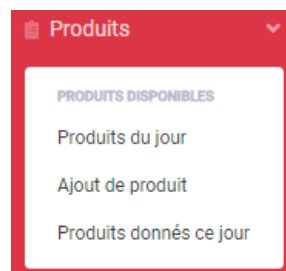 Produits
PRODUITS DISPONIBLES
Produits du jour
Ajout de produit
Produits donnés ce jour